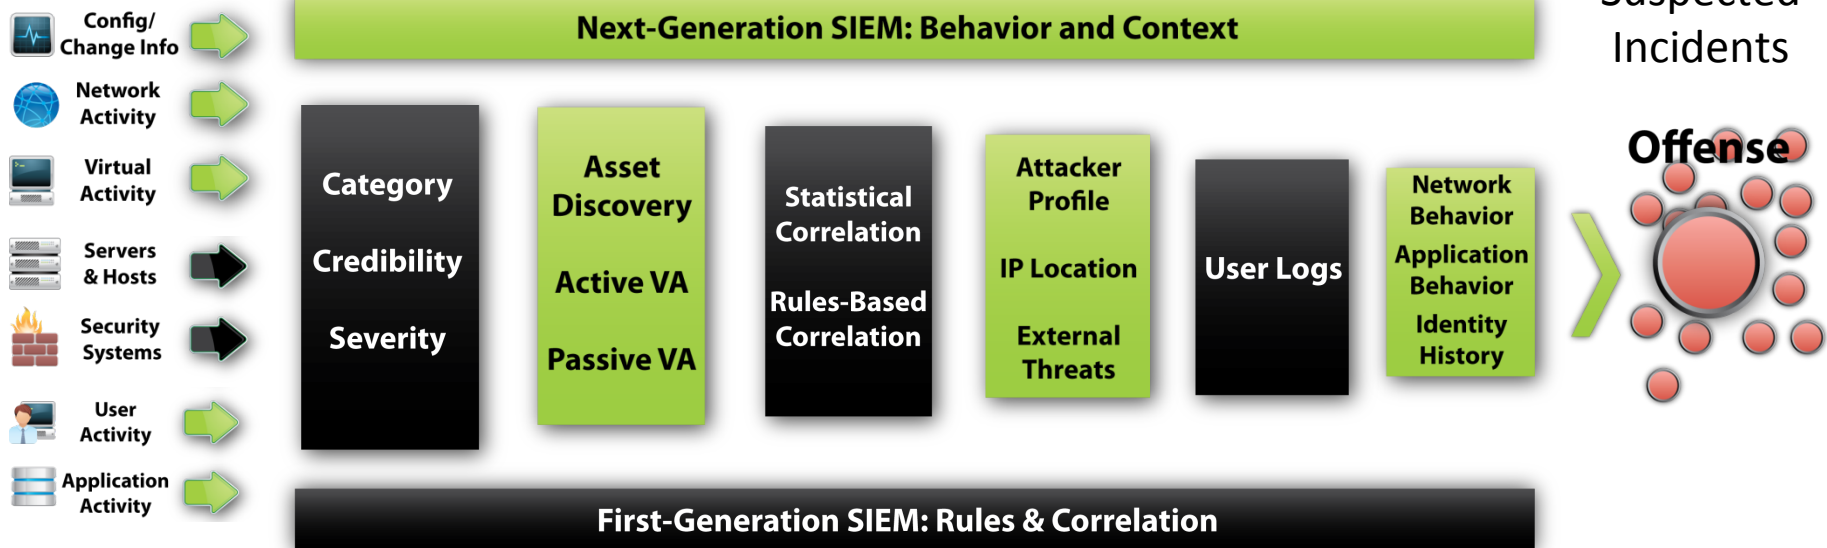 Config/
Change Info
Network
Activity
Virtual
Activity
Servers
& Hosts
Security
Systems
User
Activity
Application
Activity
Next-Generation SIEM: Behavior and Context
Category
Credibility
Severity
Asset
Discovery
Active VA
Passive VA
Statistical
Correlation
Rules-Based
Correlation
Attacker
Profile
IP Location
External
Threats
User Logs
Network
Behavior
Application
Behavior
Identity
History
First-Generation SIEM: Rules & Correlation
Suspected
Incidents
Offense